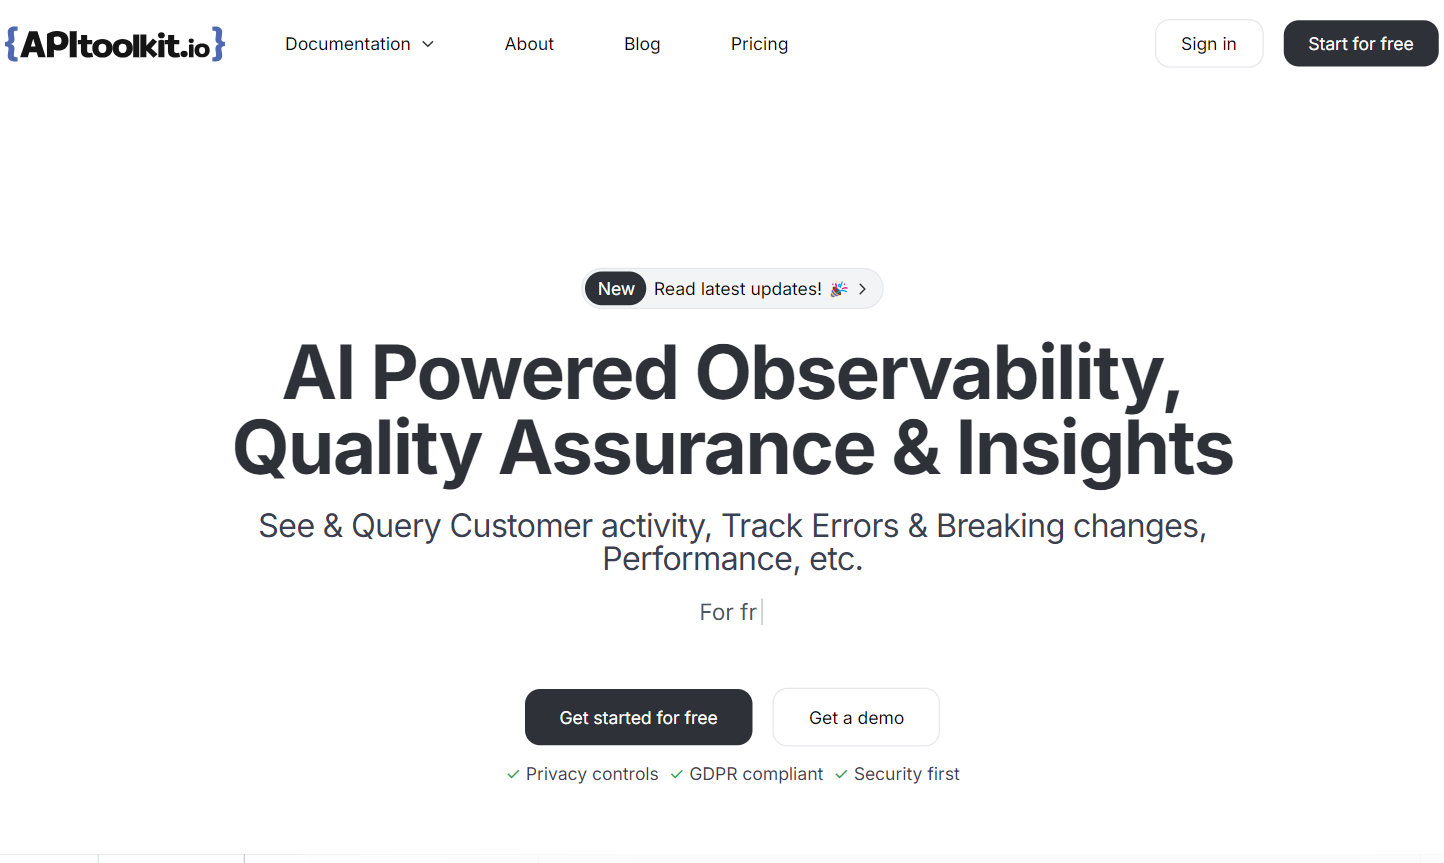 {APItoolkit.io}
Documentation
About
Blog
Pricing
Sign in
Start for free
New Read latest updates! 🎉
AI Powered Observability,
Quality Assurance & Insights
See & Query Customer activity, Track Errors & Breaking changes,
Performance, etc.
For fr
Get started for free
Get a demo
✓ Privacy controls ✓ GDPR compliant ✓ Security first